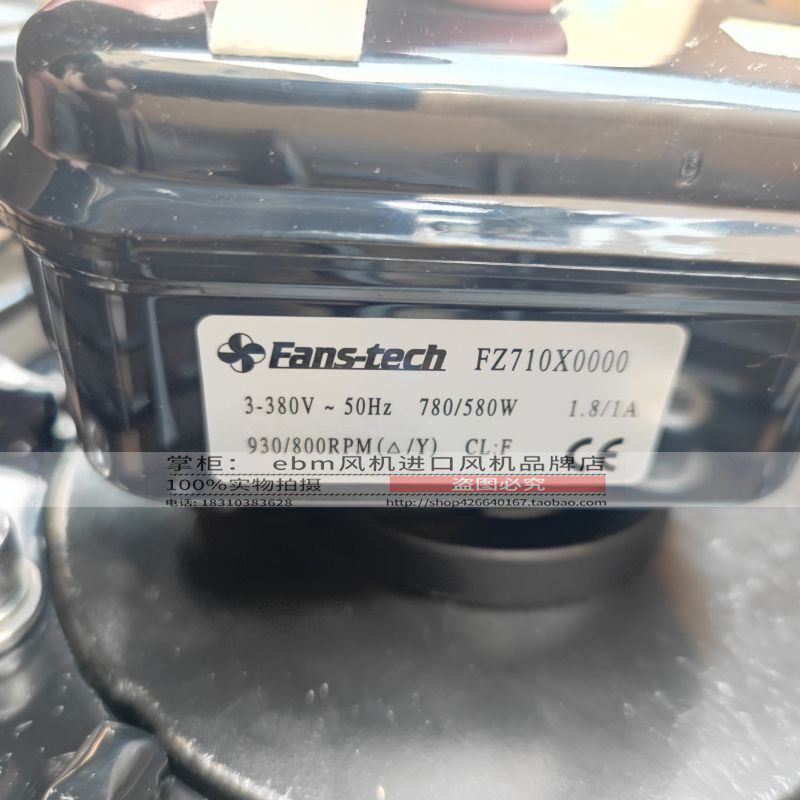 Fans-tech FZ710X0000
3-380V ~ 50Hz 780/580W 1.8/1A
930/800RPM(△/Y) CL:F CE
掌柜： ebm风机进口风机品牌店
100%实物拍摄 盗图必究
电话: 18310383628 http://shop426640167.taobao.com